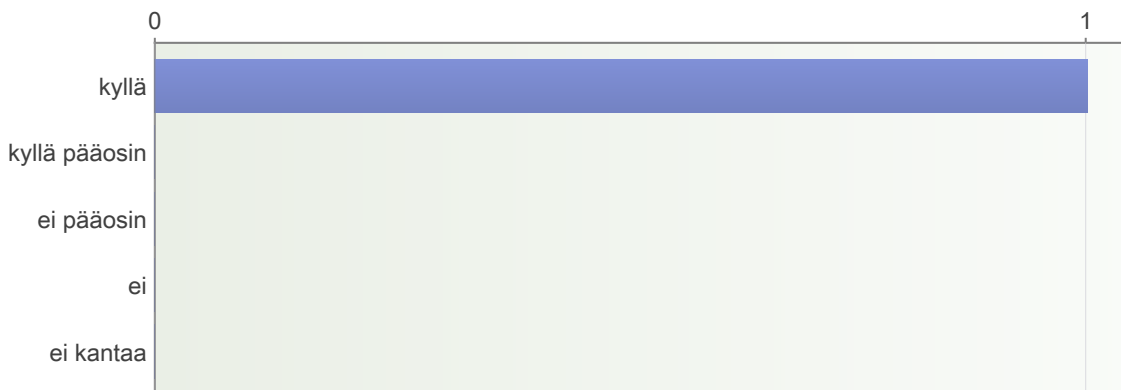 0 1
kyllä
kyllä pääosin
ei pääosin
ei
ei kantaa